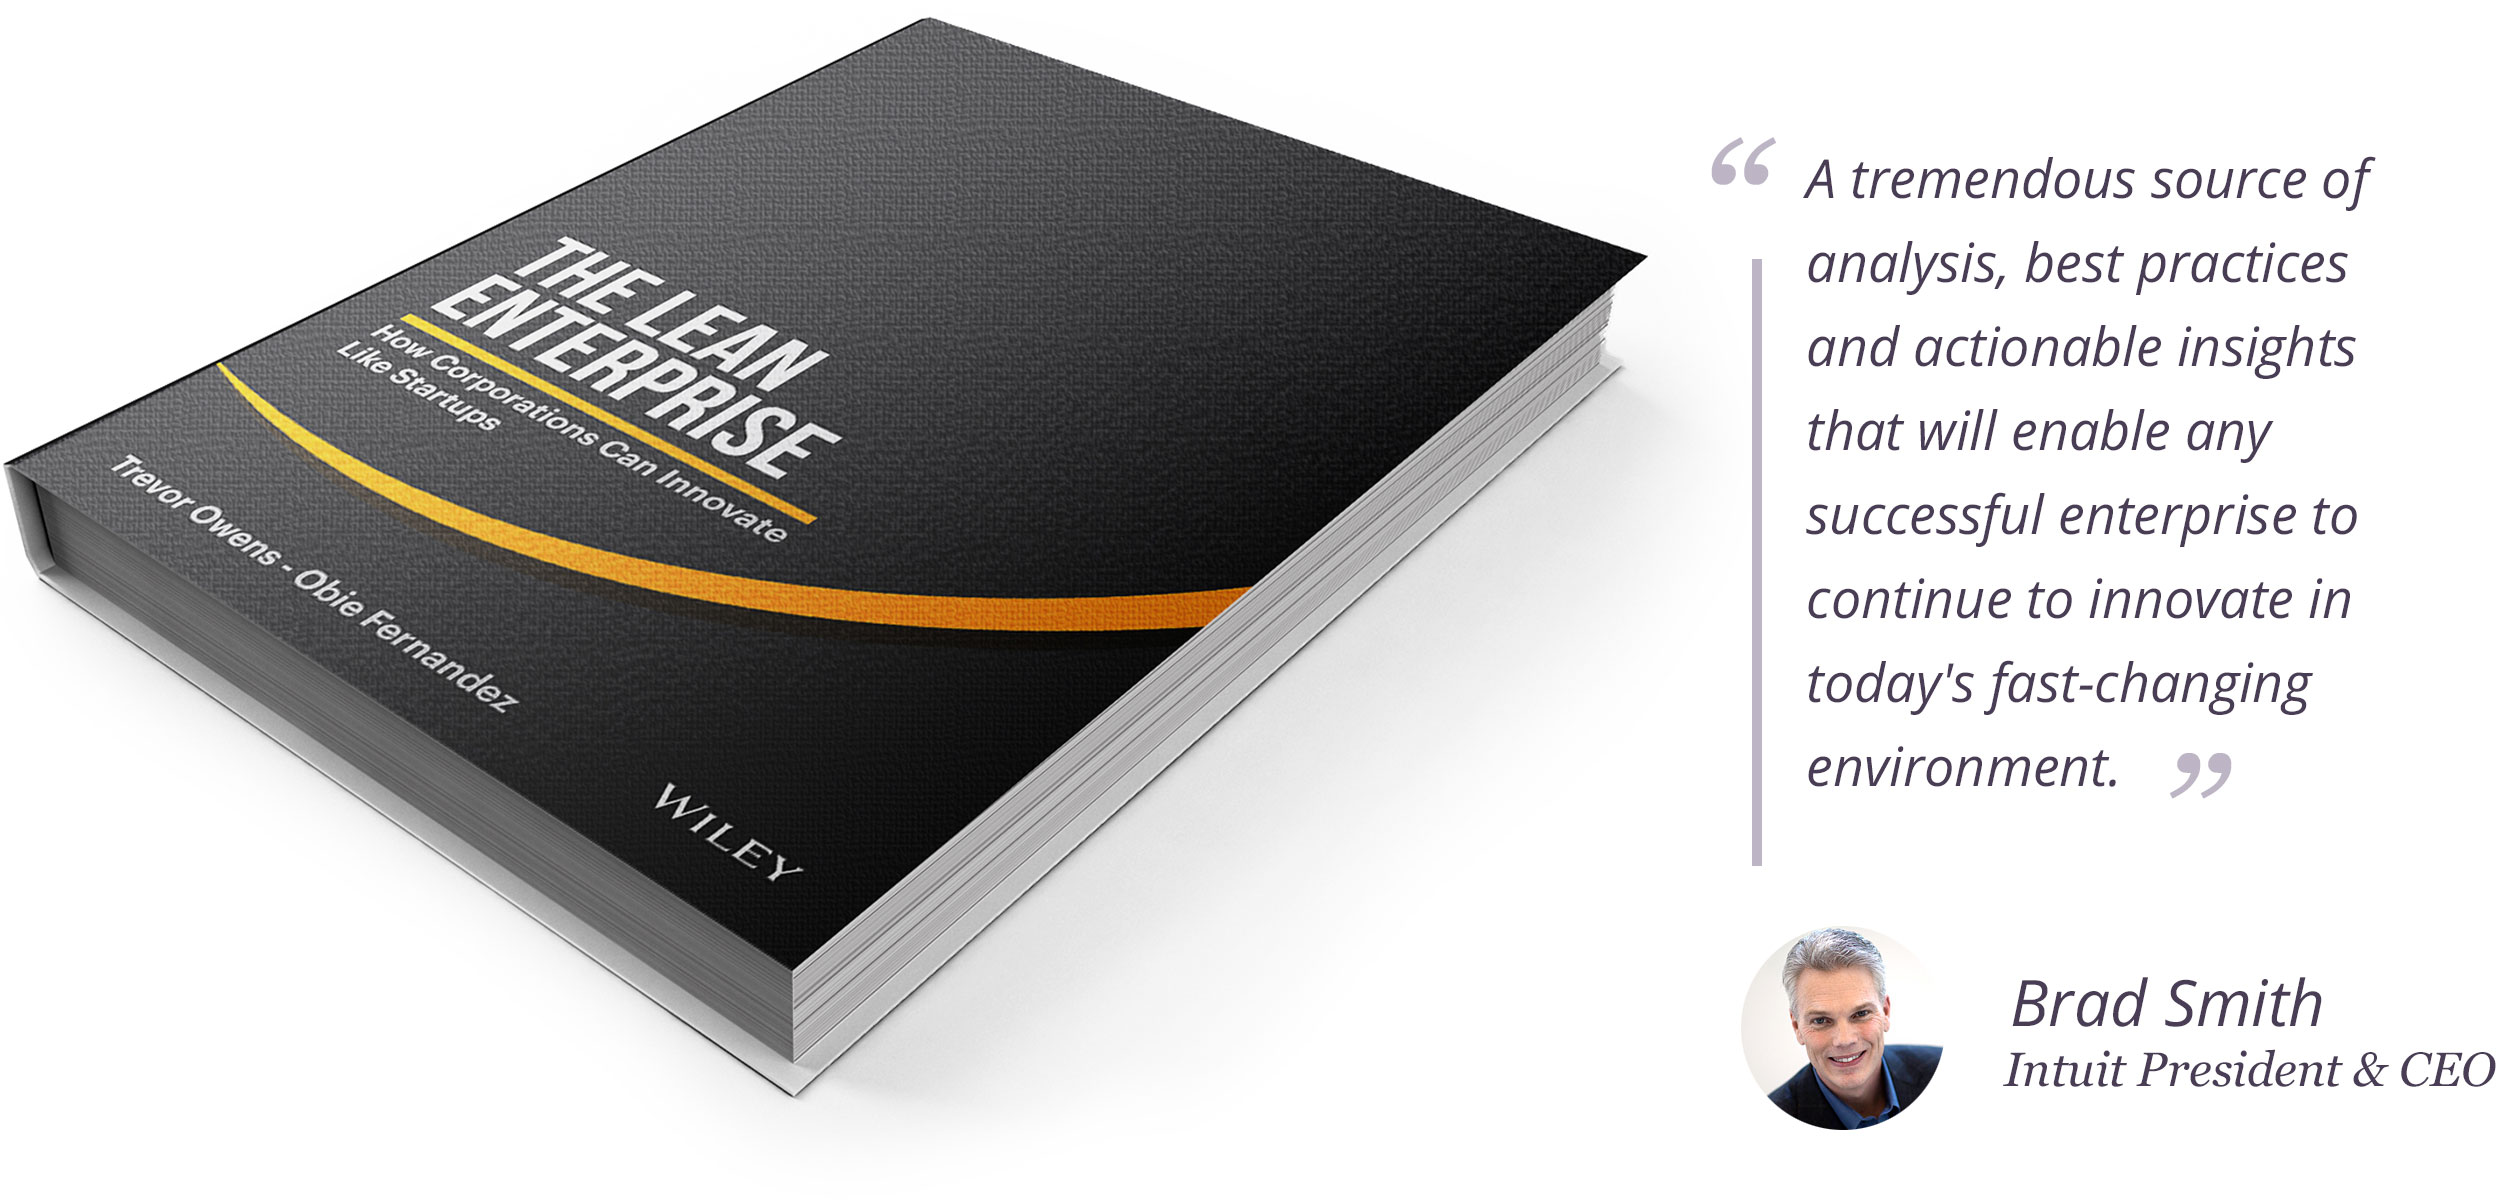 THE LEAN
ENTERPRISE
How Corporations Can Innovate
Like Startups
Trevor Owens - Obie Fernandez
WILEY
“ A tremendous source of
analysis, best practices
and actionable insights
that will enable any
successful enterprise to
continue to innovate in
today's fast-changing
environment. ”
Brad Smith
Intuit President & CEO